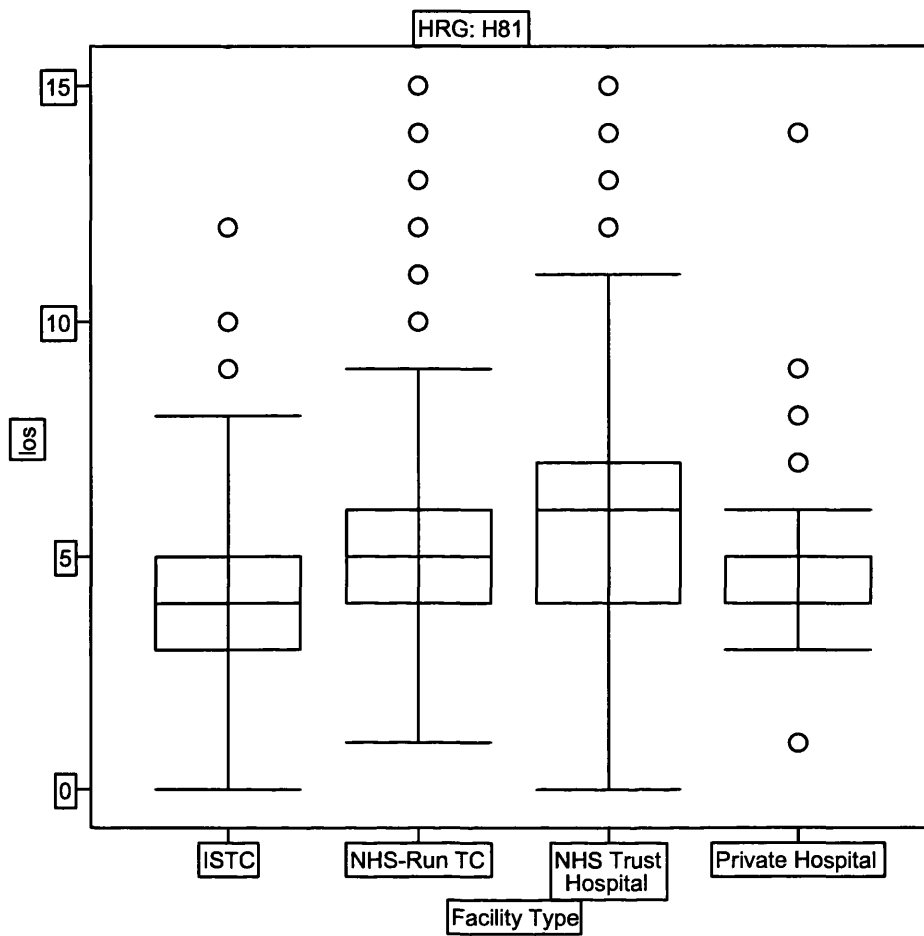 HRG: H81
15
10
los
5
0
ISTC
NHS-Run TC
NHS Trust
Hospital
Private Hospital
Facility Type